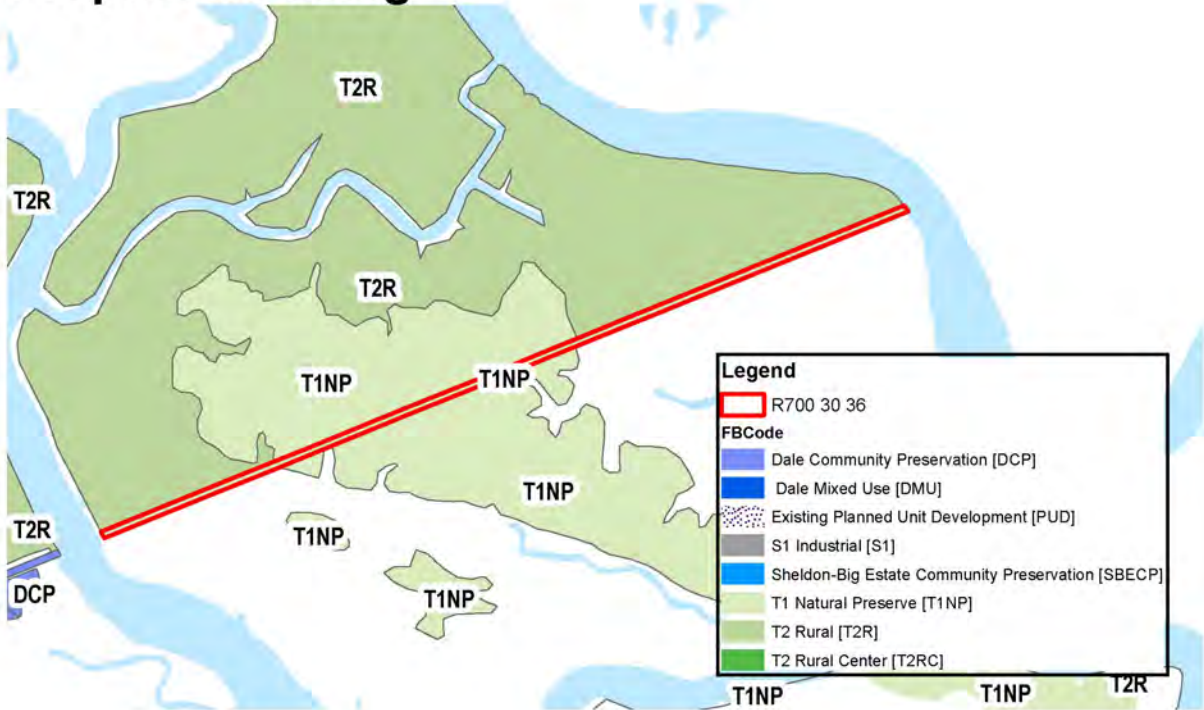 T2R
T2R
T2R
T1NP
T1NP
T1NP
T2R
T1NP
DCP
T1NP
Legend
R700 30 36
FBCode
Dale Community Preservation [DCP]
Dale Mixed Use [DMU]
Existing Planned Unit Development [PUD]
S1 Industrial [S1]
Sheldon-Big Estate Community Preservation [SBECP]
T1 Natural Preserve [T1NP]
T2 Rural [T2R]
T2 Rural Center [T2RC]
T1NP
T1NP
T2R